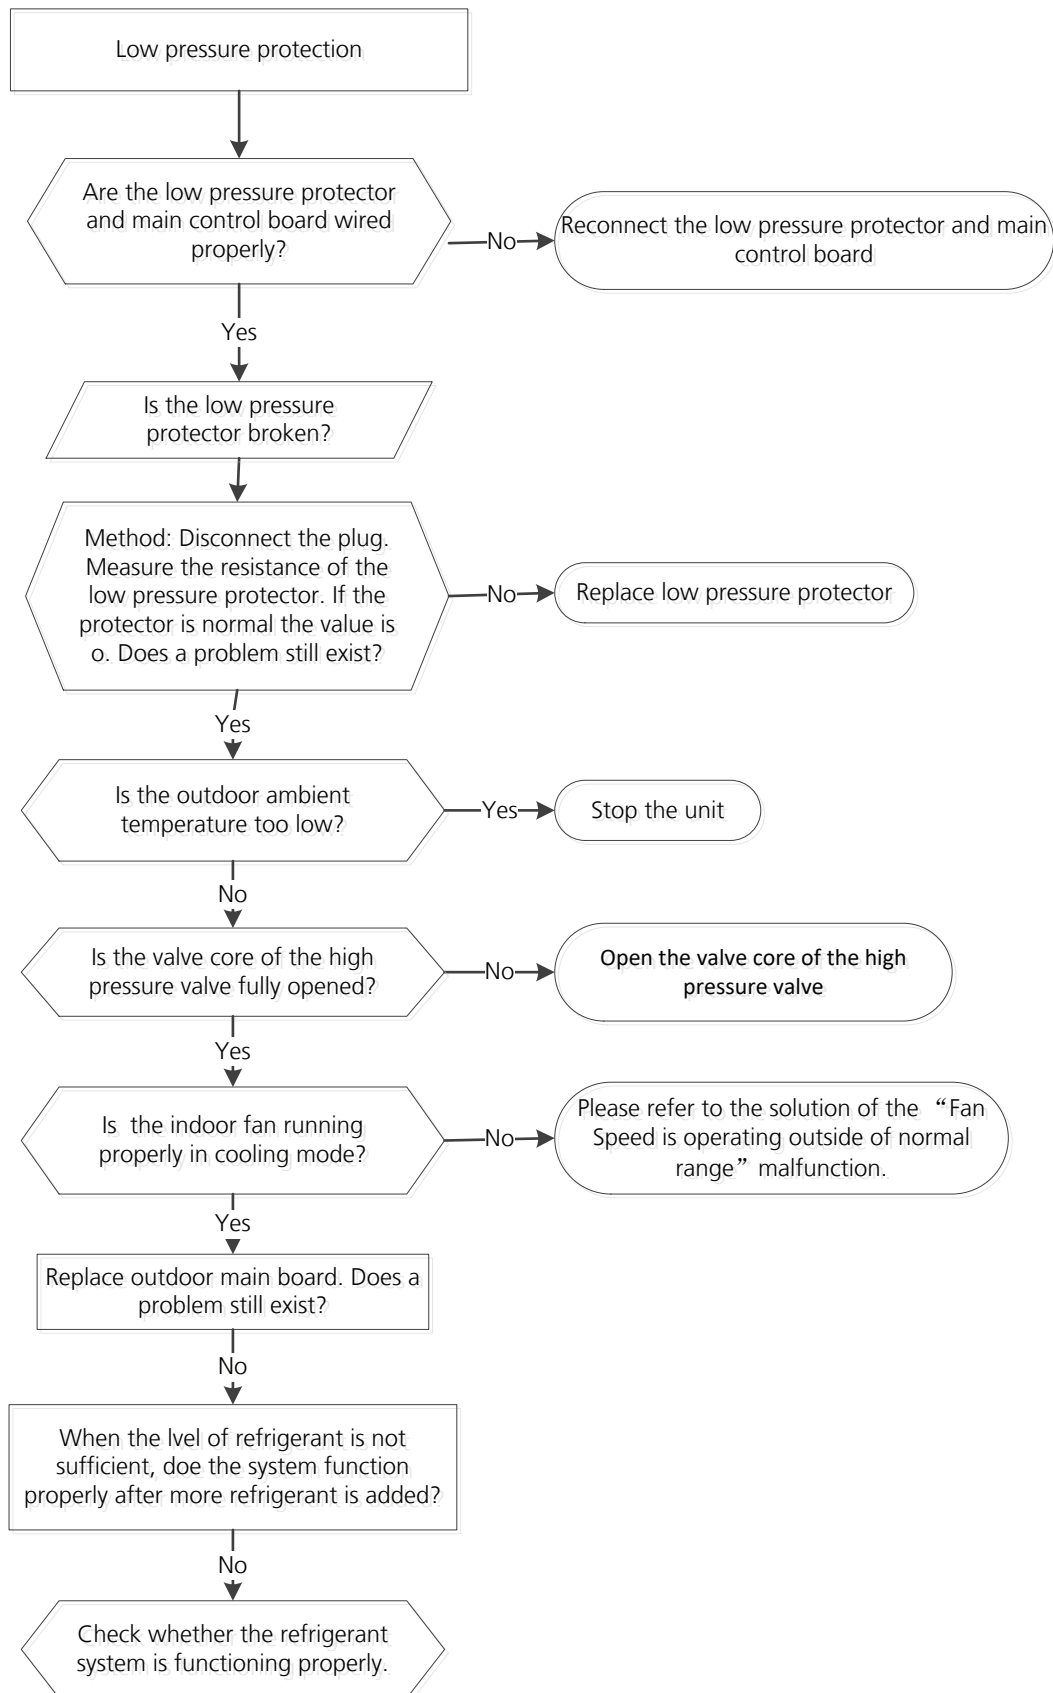 Low pressure protection
Are the low pressure protector
and main control board wired
properly?
No
Reconnect the low pressure protector and main
control board
Yes
Is the low pressure
protector broken?
Method: Disconnect the plug.
Measure the resistance of the
low pressure protector. If the
protector is normal the value is
o. Does a problem still exist?
No
Replace low pressure protector
Yes
Is the outdoor ambient
temperature too low?
Yes
Stop the unit
No
Is the valve core of the high
pressure valve fully opened?
No
Open the valve core of the high
pressure valve
Yes
Is the indoor fan running
properly in cooling mode?
No
Please refer to the solution of the “Fan
Speed is operating outside of normal
range” malfunction.
Yes
Replace outdoor main board. Does a
problem still exist?
No
When the lvel of refrigerant is not
sufficient, doe the system function
properly after more refrigerant is added?
No
Check whether the refrigerant
system is functioning properly.